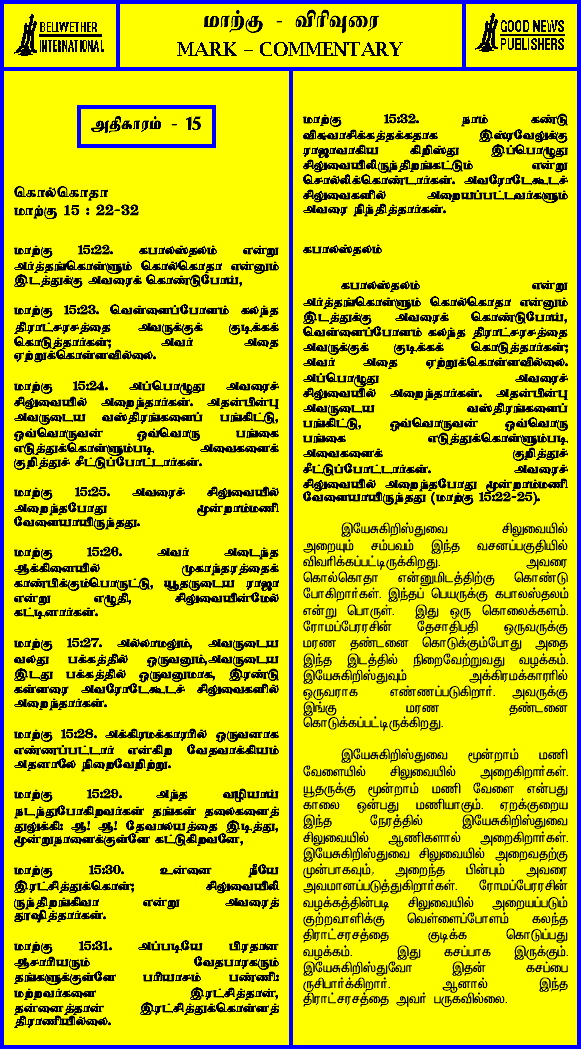 BELLWETHER
INTERNATIONAL
மாற்கு - விரிவுரை
MARK – COMMENTARY
GOOD NEWS
PUBLISHERS
அதிகாரம் - 15
கொல்கொதா
மாற்கு 15 : 22-32
மாற்கு 15:22. கபாலஸ்தலம் என்று
அர்த்தங்கொள்ளும் கொல்கொதா என்னும்
இடத்துக்கு அவரைக் கொண்டுபோய்,
மாற்கு 15:23. வெள்ளைப்போளம் கலந்த
திராட்சரசத்தை அவருக்குக் குடிக்கக்
கொடுத்தார்கள்; அவர் அதை
ஏற்றுக்கொள்ளவில்லை.
மாற்கு 15:24. அப்பொழுது அவரைச்
சிலுவையில் அறைந்தார்கள். அதன்பின்பு
அவருடைய வஸ்திரங்களைப் பங்கிட்டு,
ஒவ்வொருவன் ஒவ்வொரு பங்கை
எடுத்துக்கொள்ளும்படி அவைகளைக்
குறித்துச் சீட்டுப்போட்டார்கள்.
மாற்கு 15:25. அவரைச் சிலுவையில்
அறைந்தபோது மூன்றாம்மணி
வேளையாயிருந்தது.
மாற்கு 15:26. அவர் அடைந்த
ஆக்கினையின் முகாந்தரத்தைக்
காண்பிக்கும்பொருட்டு, யூதருடைய ராஜா
என்று எழுதி, சிலுவையின்மேல்
கட்டினார்கள்.
மாற்கு 15:27. அல்லாமலும், அவருடைய
வலது பக்கத்தில் ஒருவனும்,அவருடைய
இடது பக்கத்தில் ஒருவனுமாக, இரண்டு
கள்ளரை அவரோடேகூடச் சிலுவைகளில்
அறைந்தார்கள்.
மாற்கு 15:28. அக்கிரமக்காரரில் ஒருவனாக
எண்ணப்பட்டார் என்கிற வேதவாக்கியம்
அதனாலே நிறைவேறிற்று.
மாற்கு 15:29. அந்த வழியாய்
நடந்துபோகிறவர்கள் தங்கள் தலைகளைத்
துலுக்கி: ஆ! ஆ! தேவாலயத்தை இடித்து,
மூன்றுநாளைக்குள்ளே கட்டுகிறவனே,
மாற்கு 15:30. உன்னை நீயே
இரட்சித்துக்கொள்; சிலுவையிலி
ருந்திறங்கிவா என்று அவரைத்
தூஷித்தார்கள்.
மாற்கு 15:31. அப்படியே பிரதான
ஆசாரியரும் வேதபாரகரும்
தங்களுக்குள்ளே பரியாசம் பண்ணி:
மற்றவர்களை இரட்சித்தான்,
தன்னைத்தான் இரட்சித்துக்கொள்ளத்
திராணியில்லை.
மாற்கு 15:32. நாம் கண்டு
விசுவாசிக்கத்தக்கதாக இஸ்ரவேலுக்கு
ராஜாவாகிய கிறிஸ்து இப்பொழுது
சிலுவையிலிருந்திறங்கட்டும் என்று
சொல்லிக்கொண்டார்கள். அவரோடேகூடச்
சிலுவைகளில் அறையப்பட்டவர்களும்
அவரை நிந்தித்தார்கள்.
கபாலஸ்தலம்
கபாலஸ்தலம் என்று
அர்த்தங்கொள்ளும் கொல்கொதா என்னும்
இடத்துக்கு அவரைக் கொண்டுபோய்,
வெள்ளைப்போளம் கலந்த திராட்சரசத்தை
அவருக்குக் குடிக்கக் கொடுத்தார்கள்;
அவர் அதை ஏற்றுக்கொள்ளவில்லை.
அப்பொழுது அவரைச்
சிலுவையில் அறைந்தார்கள். அதன்பின்பு
அவருடைய வஸ்திரங்களைப்
பங்கிட்டு, ஒவ்வொருவன் ஒவ்வொரு
பங்கை எடுத்துக்கொள்ளும்படி
அவைகளைக் குறித்துச்
சீட்டுப்போட்டார்கள். அவரைச்
சிலுவையில் அறைந்தபோது மூன்றாம்மணி
வேளையாயிருந்தது (மாற்கு 15:22-25).
இயேசுகிறிஸ்துவை சிலுவையில்
அறையும் சம்பவம் இந்த வசனப்பகுதியில்
விவரிக்கப்பட்டிருக்கிறது. அவரை
கொல்கொதா என்னுமிடத்திற்கு கொண்டு
போகிறார்கள். இந்தப் பெயருக்கு கபாலஸ்தலம்
என்று பொருள். இது ஒரு கொலைக்களம்.
ரோமப்பேரரசின் தேசாதிபதி ஒருவருக்கு
மரண தண்டனை கொடுக்கும்போது அதை
இந்த இடத்தில் நிறைவேற்றுவது வழக்கம்.
இயேசுகிறிஸ்துவும் அக்கிரமக்காரரில்
ஒருவராக எண்ணப்படுகிறார். அவருக்கு
இங்கு மரண தண்டனை
கொடுக்கப்பட்டிருக்கிறது.
இயேசுகிறிஸ்துவை மூன்றாம் மணி
வேளையில் சிலுவையில் அறைகிறார்கள்.
யூதருக்கு மூன்றாம் மணி வேளை என்பது
காலை ஒன்பது மணியாகும். ஏறக்குறைய
இந்த நேரத்தில் இயேசுகிறிஸ்துவை
சிலுவையில் ஆணிகளால் அறைகிறார்கள்.
இயேசுகிறிஸ்துவை சிலுவையில் அறைவதற்கு
முன்பாகவும், அறைந்த பின்பும் அவரை
அவமானப்படுத்துகிறார்கள். ரோமப்பேரரசின்
வழக்கத்தின்படி சிலுவையில் அறையப்படும்
குற்றவாளிக்கு வெள்ளைப்போளம் கலந்த
திராட்சரசத்தை குடிக்க கொடுப்பது
வழக்கம். இது கசப்பாக இருக்கும்.
இயேசுகிறிஸ்துவோ இதன் கசப்பை
ருசிபார்க்கிறார். ஆனால் இந்த
திராட்சரசத்தை அவர் பருகவில்லை.